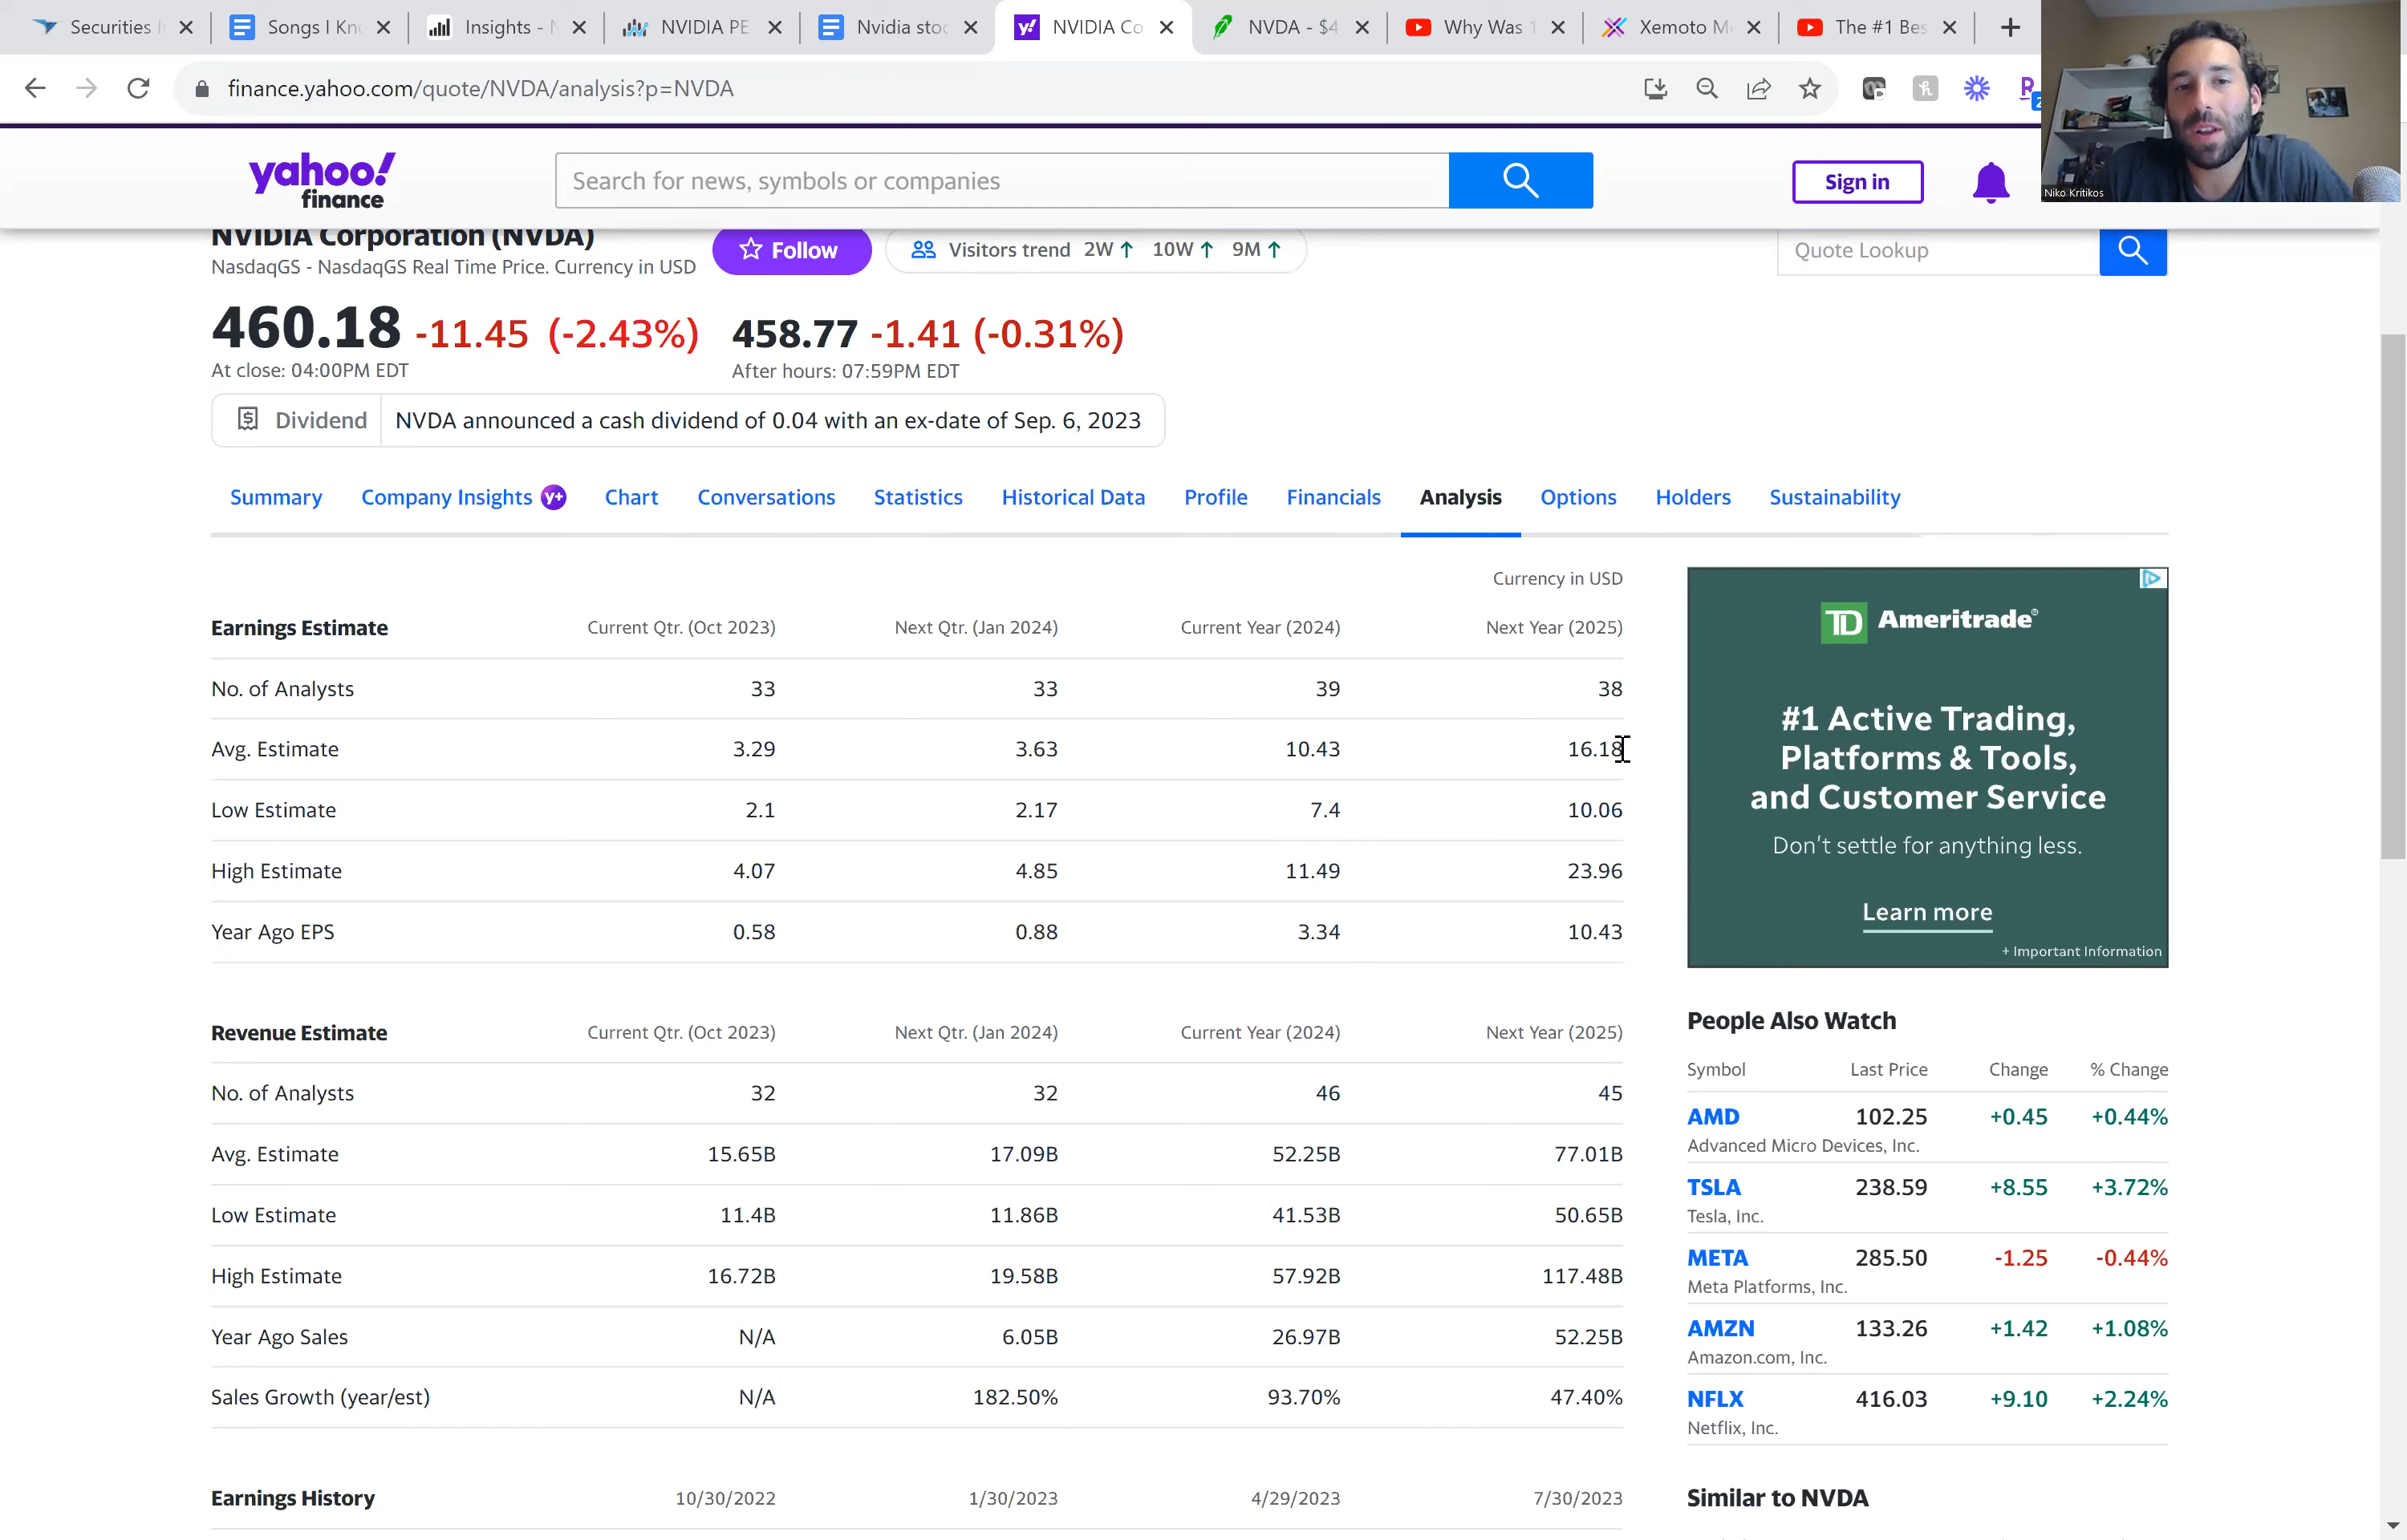 Securities I
Songs I Kn
Insights - N
NVIDIA PE
Nvidia stoc
NVIDIA Co
NVDA - $4
Why Was 1
Xemoto M
The #1 Bes
finance.yahoo.com/quote/NVDA/analysis?p=NVDA
Niko Kritikos
yahoo!
finance
Search for news, symbols or companies
Sign in
NVIDIA Corporation (NVDA)
NasdaqGS - NasdaqGS Real Time Price. Currency in USD
Follow
Visitors trend 2W↑ 10W↑ 9M↑
Quote Lookup
460.18 -11.45 (-2.43%) 458.77 -1.41 (-0.31%)
At close: 04:00PM EDT After hours: 07:59PM EDT
Dividend NVDA announced a cash dividend of 0.04 with an ex-date of Sep. 6, 2023
Summary Company Insights y+ Chart Conversations Statistics Historical Data Profile Financials Analysis Options Holders Sustainability
Currency in USD
Earnings Estimate Current Qtr. (Oct 2023) Next Qtr. (Jan 2024) Current Year (2024) Next Year (2025)
No. of Analysts 33 33 39 38
Avg. Estimate 3.29 3.63 10.43 16.18
Low Estimate 2.1 2.17 7.4 10.06
High Estimate 4.07 4.85 11.49 23.96
Year Ago EPS 0.58 0.88 3.34 10.43
Revenue Estimate Current Qtr. (Oct 2023) Next Qtr. (Jan 2024) Current Year (2024) Next Year (2025)
No. of Analysts 32 32 46 45
Avg. Estimate 15.65B 17.09B 52.25B 77.01B
Low Estimate 11.4B 11.86B 41.53B 50.65B
High Estimate 16.72B 19.58B 57.92B 117.48B
Year Ago Sales N/A 6.05B 26.97B 52.25B
Sales Growth (year/est) N/A 182.50% 93.70% 47.40%
Earnings History 10/30/2022 1/30/2023 4/29/2023 7/30/2023
TD Ameritrade®
#1 Active Trading,
Platforms & Tools,
and Customer Service
Don't settle for anything less.
Learn more
+ Important Information
People Also Watch
Symbol Last Price Change % Change
AMD 102.25 +0.45 +0.44%
Advanced Micro Devices, Inc.
TSLA 238.59 +8.55 +3.72%
Tesla, Inc.
META 285.50 -1.25 -0.44%
Meta Platforms, Inc.
AMZN 133.26 +1.42 +1.08%
Amazon.com, Inc.
NFLX 416.03 +9.10 +2.24%
Netflix, Inc.
Similar to NVDA